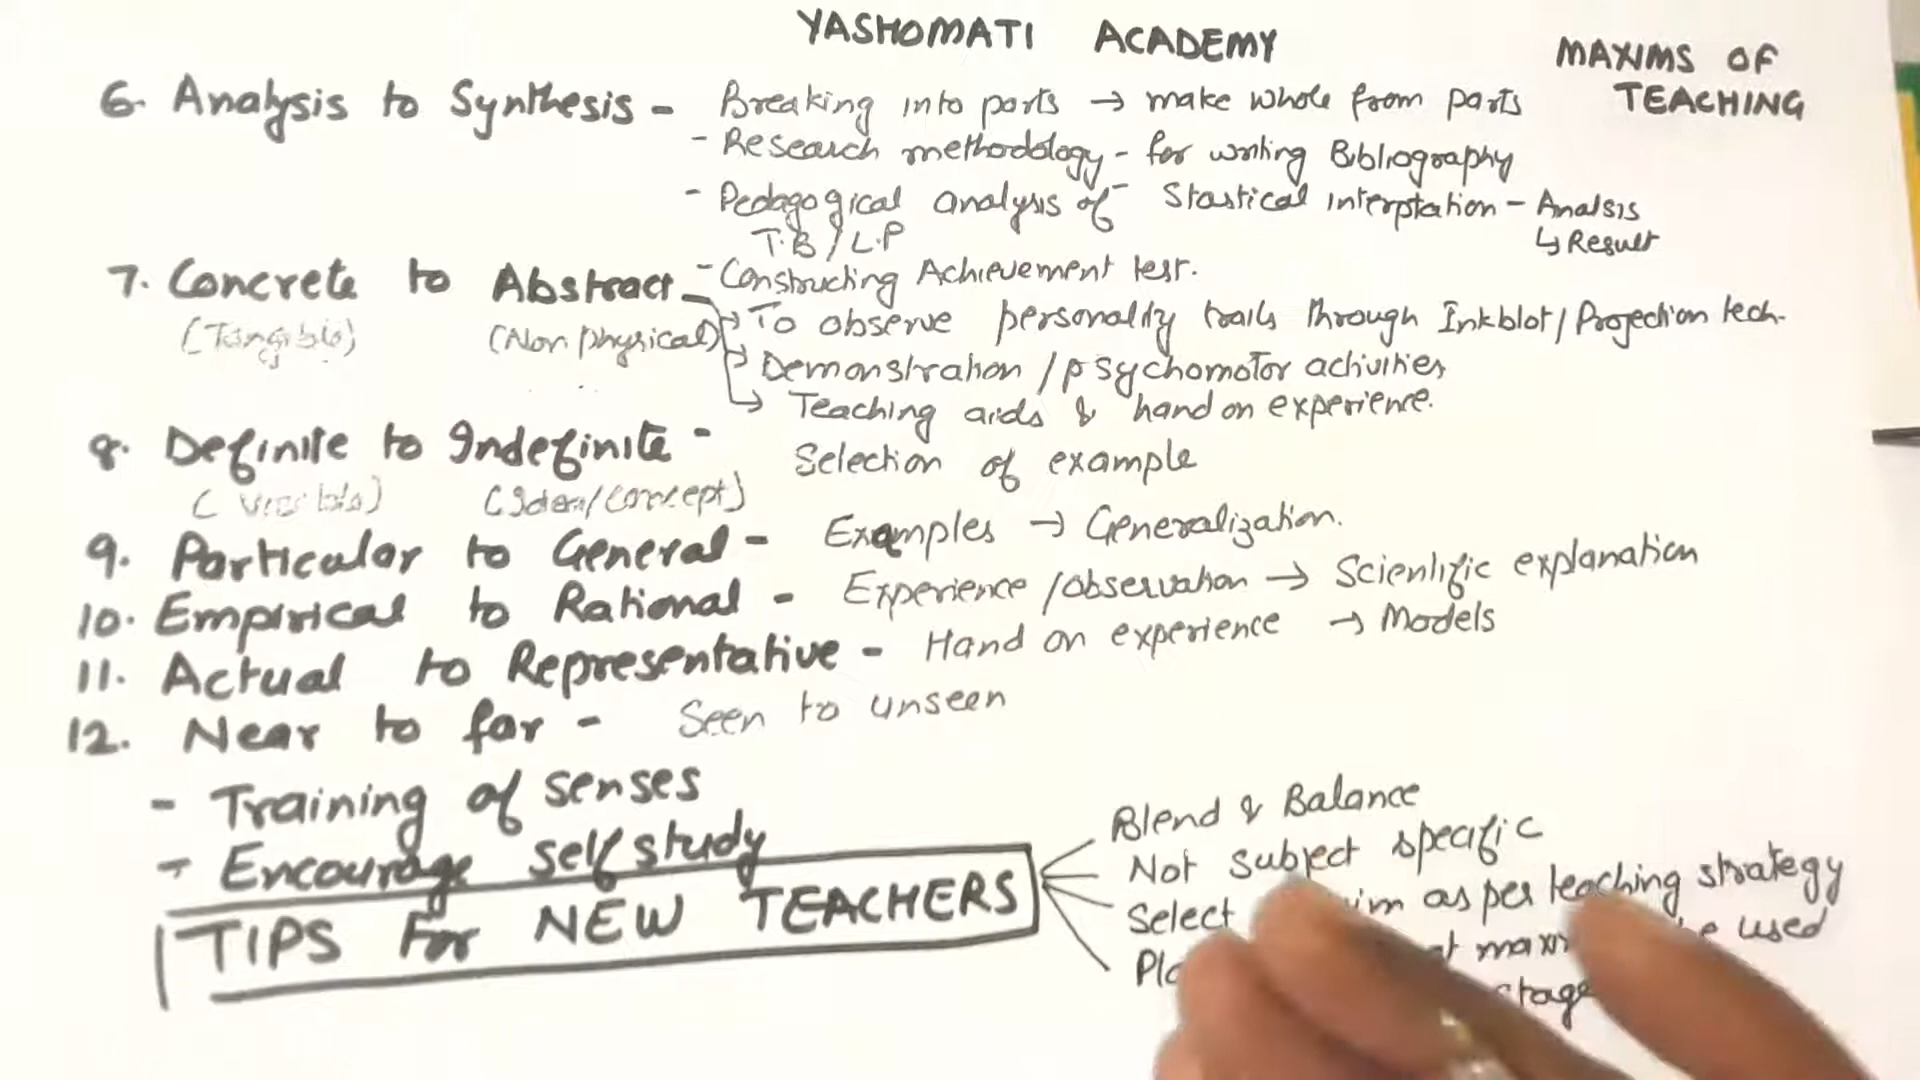 YASHOMATI ACADEMY
MAXIMS OF
TEACHING
6. Analysis to Synthesis - Breaking into parts → make whole from parts
- Research methodology - for writing Bibliography
- Pedagogical analysis of - Stastical Interptation - Analsis
T.B / L.P ↳ Result
7. Concrete to Abstract - Constructing Achievement test.
(Tangible) (Non physical) → To observe personality traits through Inkblot / Projection tech.
→ Demonstration / psychomotor activities
→ Teaching aids & hand on experience.
8. Definite to Indefinite - Selection of example
(Visible) (Idea/concept)
9. Particular to General - Examples → Generalization.
10. Empirical to Rational - Experience /observation → Scientific explanation
11. Actual to Representative - Hand on experience → Models
12. Near to far - Seen to unseen
- Training of senses
- Encourage self study
TIPS For NEW TEACHERS
Blend & Balance
Not subject specific
Select as per teaching strategy
used
stage